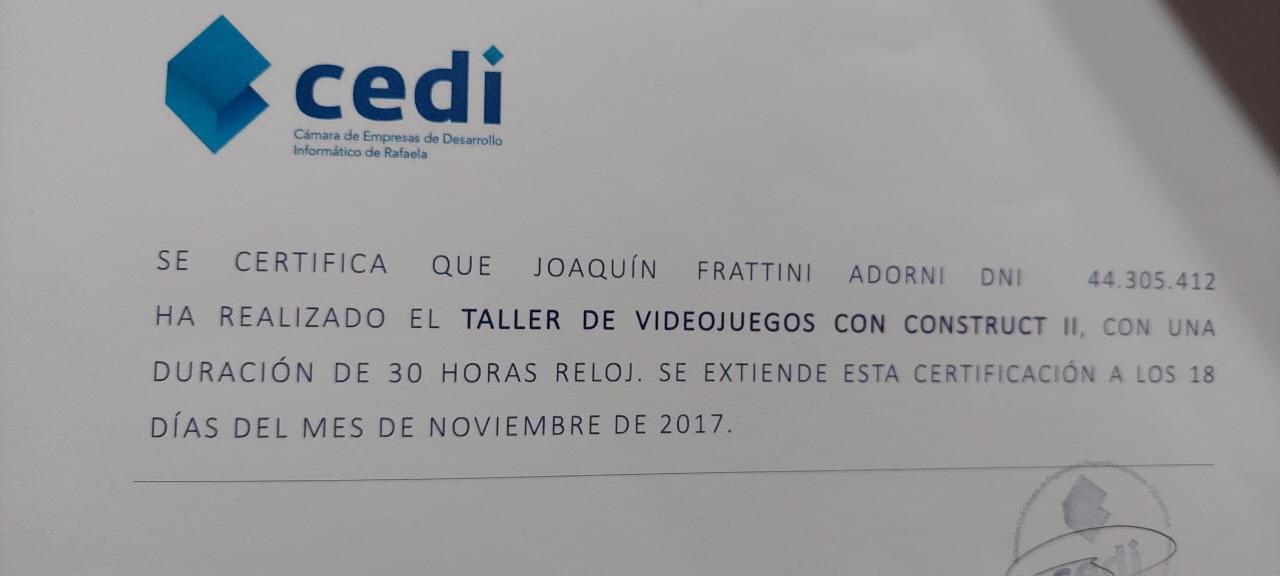 cedi
Cámara de Empresas de Desarrollo
Informático de Rafaela
SE CERTIFICA QUE JOAQUÍN FRATTINI ADORNI DNI 44.305.412
HA REALIZADO EL TALLER DE VIDEOJUEGOS CON CONSTRUCT II, CON UNA
DURACIÓN DE 30 HORAS RELOJ. SE EXTIENDE ESTA CERTIFICACIÓN A LOS 18
DÍAS DEL MES DE NOVIEMBRE DE 2017.
cedi